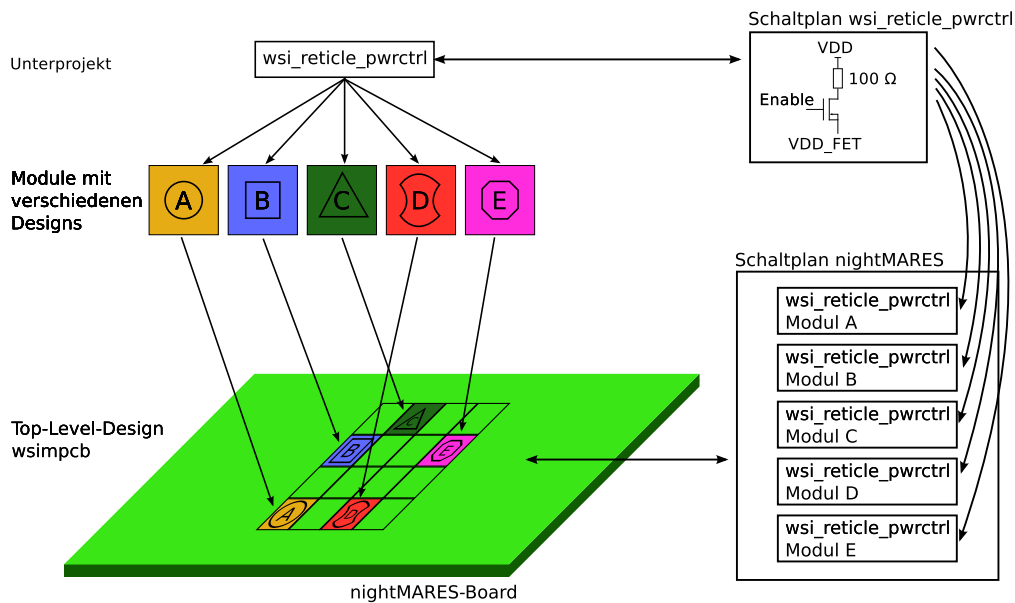 Schaltplan wsi_reticle_pwrctrl
Unterprojekt
wsi_reticle_pwrctrl
VDD
100 Ω
Enable
VDD_FET
Module mit
verschiedenen
Designs
A
B
C
D
E
Schaltplan nightMARES
wsi_reticle_pwrctrl
Modul A
wsi_reticle_pwrctrl
Modul B
wsi_reticle_pwrctrl
Modul C
wsi_reticle_pwrctrl
Modul D
wsi_reticle_pwrctrl
Modul E
Top-Level-Design
wsimpcb
C
B
E
A
D
nightMARES-Board